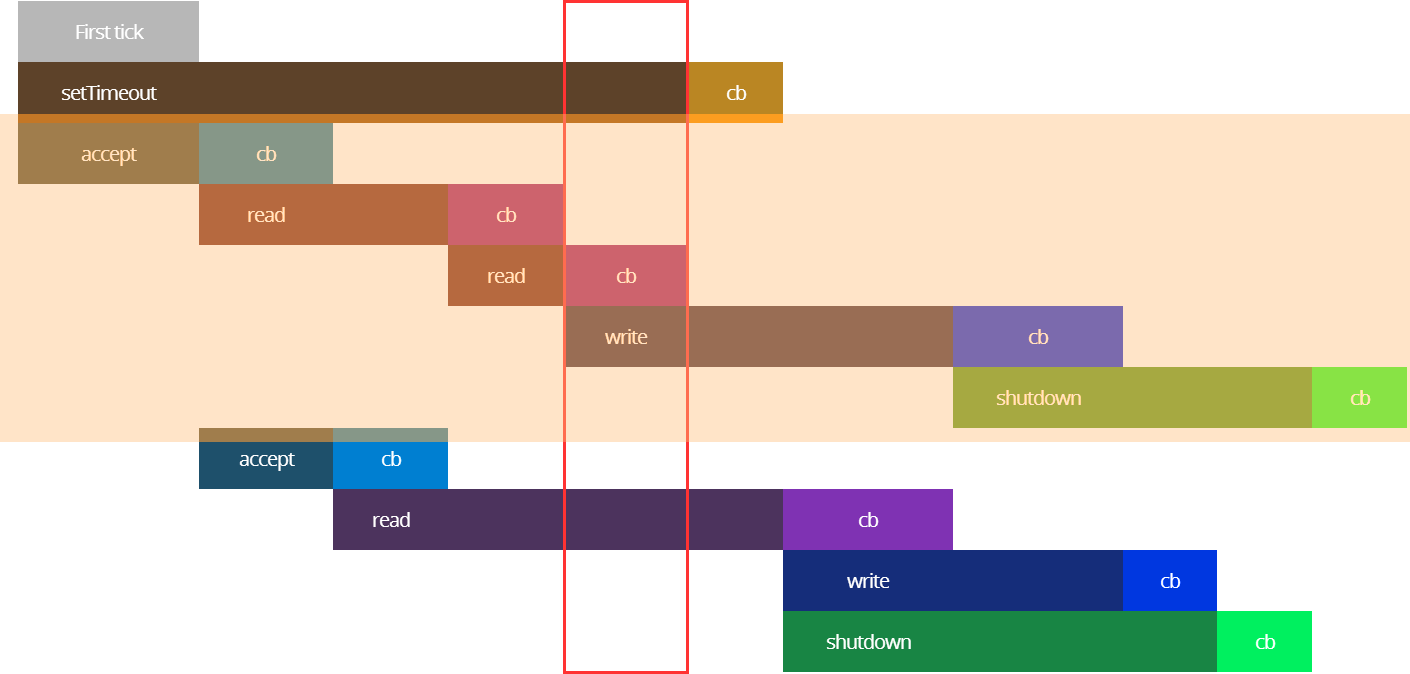 First tick
setTimeout cb
accept cb
read cb
read cb
write cb
shutdown cb
accept cb
read cb
write cb
shutdown cb